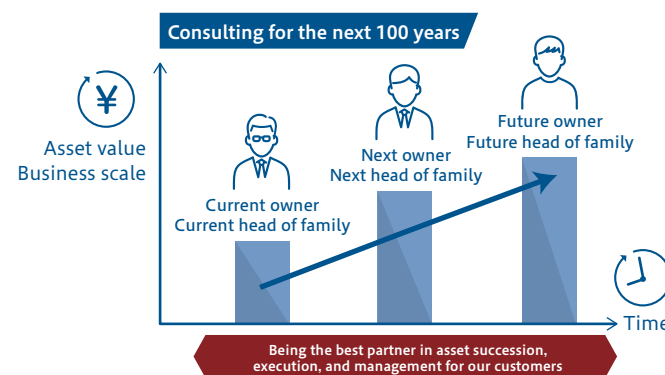 Consulting for the next 100 years
¥
Asset value
Business scale
Current owner
Current head of family
Next owner
Next head of family
Future owner
Future head of family
Time
Being the best partner in asset succession,
execution, and management for our customers